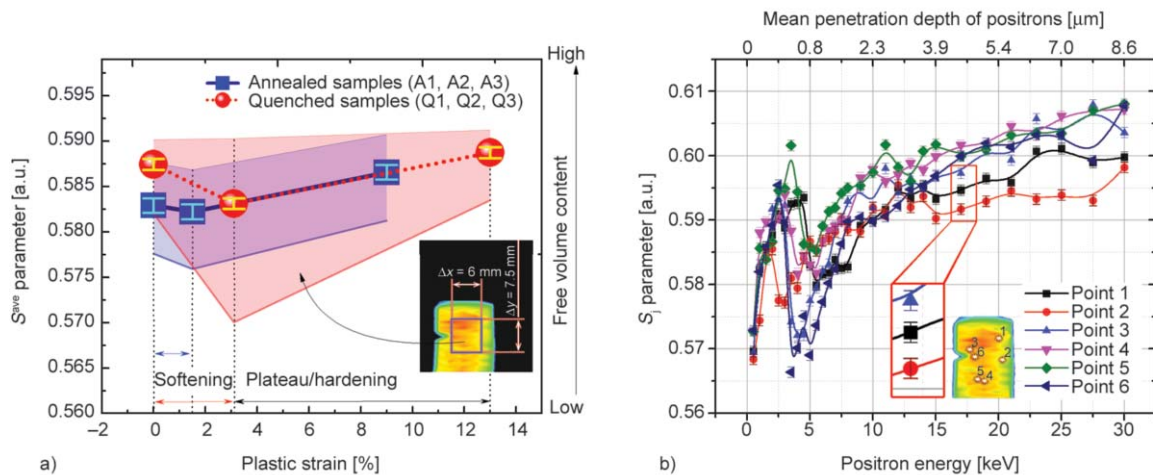 High
0.595
0.590
0.585
0.580
0.575
0.570
0.565
0.560
S^ave parameter [a.u.]
Annealed samples (A1, A2, A3)
Quenched samples (Q1, Q2, Q3)
Free volume content
Δx = 6 mm
Δy = 7.5 mm
Softening
Plateau/hardening
Low
−2 0 2 4 6 8 10 12 14
a)
Plastic strain [%]
Mean penetration depth of positrons [μm]
0 0.8 2.3 3.9 5.4 7.0 8.6
0.61
0.60
0.59
0.58
0.57
0.56
S_j parameter [a.u.]
Point 1
Point 2
Point 3
Point 4
Point 5
Point 6
1
3
6
2
5 4
0 5 10 15 20 25 30
b)
Positron energy [keV]